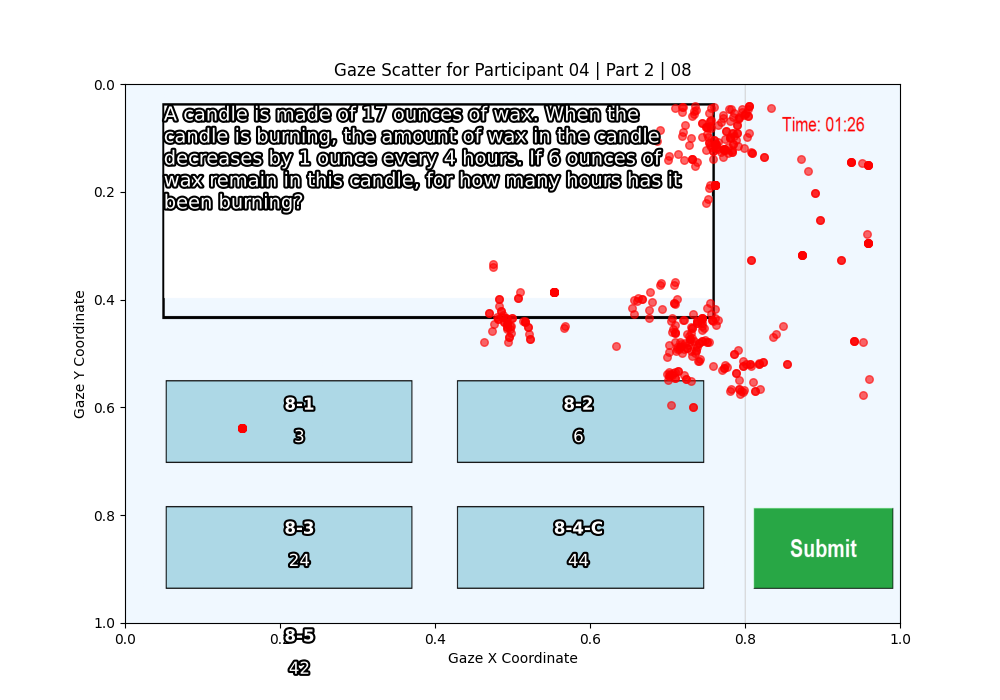 Gaze Scatter for Participant 04 | Part 2 | 08
0.0
0.2
0.4
0.6
0.8
1.0
Gaze Y Coordinate
A candle is made of 17 ounces of wax. When the
candle is burning, the amount of wax in the candle
decreases by 1 ounce every 4 hours. If 6 ounces of
wax remain in this candle, for how many hours has it
been burning?
Time: 01:26
8-1
3
8-2
6
8-3
24
8-4-C
44
Submit
8-5
42
0.0
0.2
0.4
0.6
0.8
1.0
Gaze X Coordinate